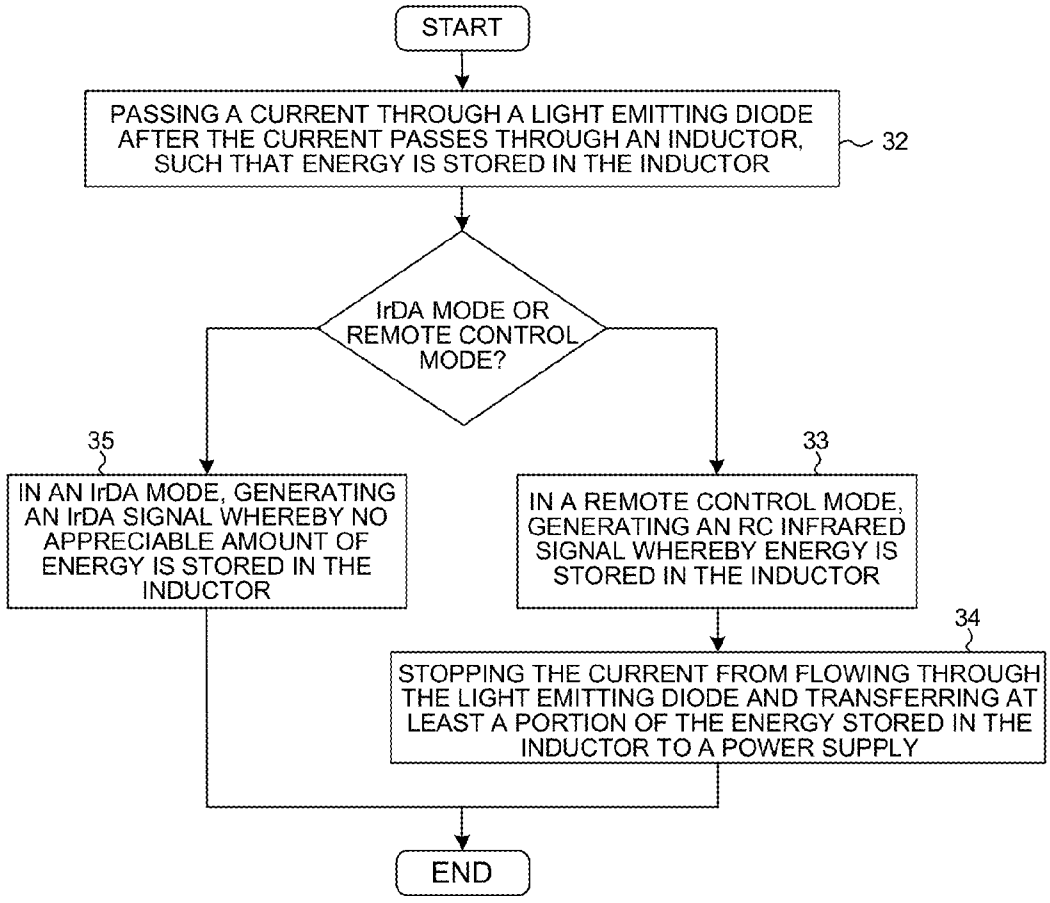 START
PASSING A CURRENT THROUGH A LIGHT EMITTING DIODE
AFTER THE CURRENT PASSES THROUGH AN INDUCTOR,
SUCH THAT ENERGY IS STORED IN THE INDUCTOR
32
IrDA MODE OR
REMOTE CONTROL
MODE?
35
IN AN IrDA MODE, GENERATING
AN IrDA SIGNAL WHEREBY NO
APPRECIABLE AMOUNT OF
ENERGY IS STORED IN THE
INDUCTOR
33
IN A REMOTE CONTROL MODE,
GENERATING AN RC INFRARED
SIGNAL WHEREBY ENERGY IS
STORED IN THE INDUCTOR
34
STOPPING THE CURRENT FROM FLOWING THROUGH
THE LIGHT EMITTING DIODE AND TRANSFERRING AT
LEAST A PORTION OF THE ENERGY STORED IN THE
INDUCTOR TO A POWER SUPPLY
END